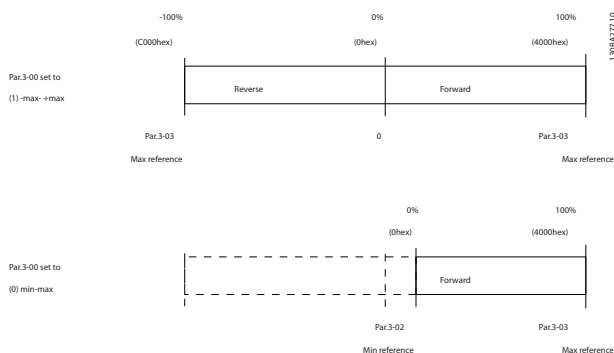 -100% 0% 100%
(C000hex) (0hex) (4000hex)
130BA277.10
Par.3-00 set to
(1) -max- +max
Reverse Forward
Par.3-03 0 Par.3-03
Max reference Max reference
0% 100%
(0hex) (4000hex)
Par.3-00 set to
(0) min-max
Forward
Par.3-02 Par.3-03
Min reference Max reference